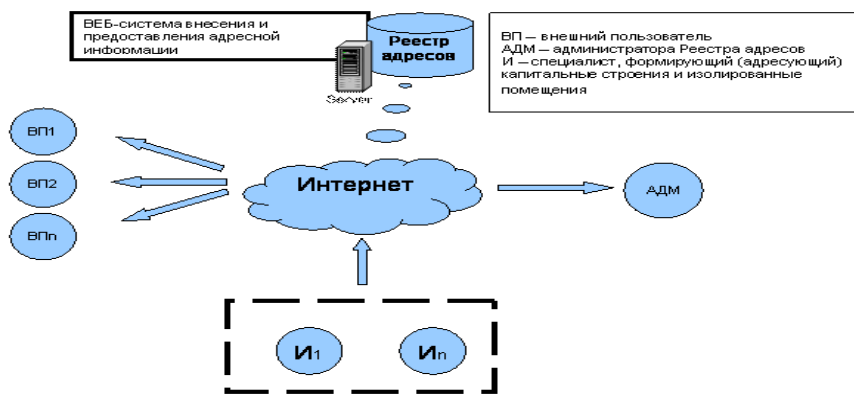 ВЕБ-система внесения и
предоставления адресной
информации
Реестр
адресов
Server
ВП – внешний пользователь
АДМ – администратора Реестра адресов
И – специалист, формирующий (адресующий)
капитальные строения и изолированные
помещения
ВП1
ВП2
ВПn
Интернет
АДМ
И1
Иn